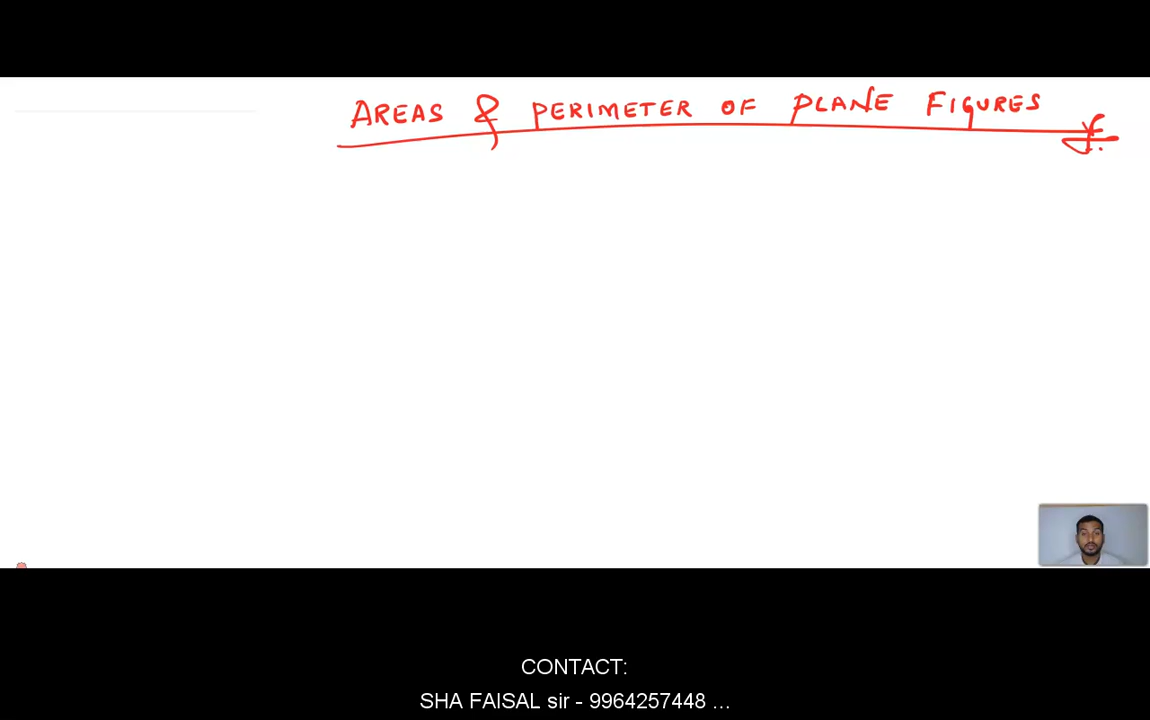 AREAS & PERIMETER OF PLANE FIGURES
CONTACT:
SHA FAISAL sir - 9964257448 ...